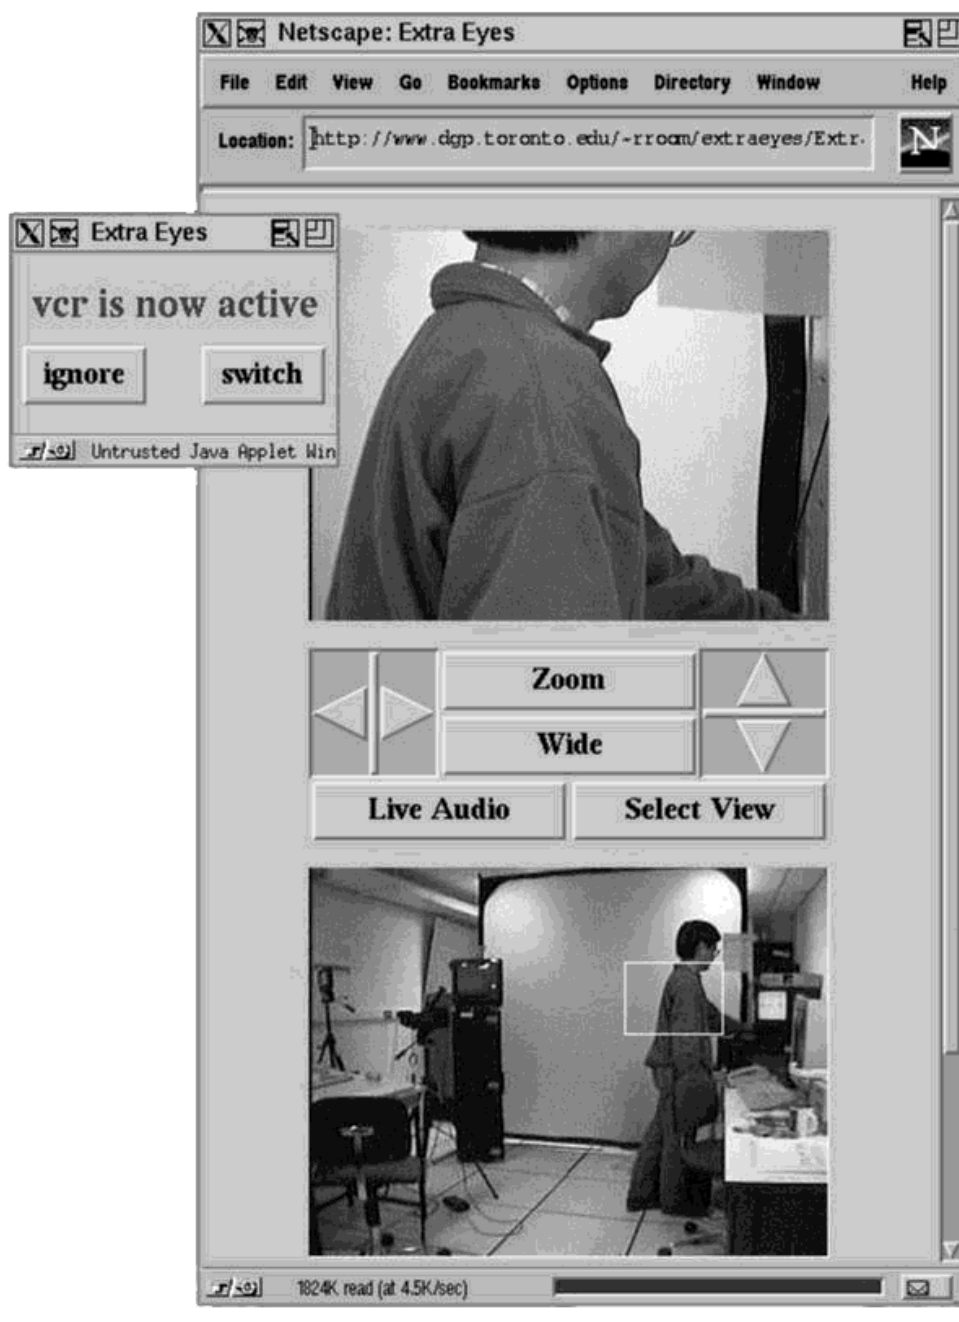 Netscape: Extra Eyes
File Edit View Go Bookmarks Options Directory Window Help
Location: http://www.dgp.toronto.edu/~rroom/extraeyes/Extr
N
Extra Eyes
vcr is now active
ignore switch
Untrusted Java Applet Win
Zoom
Wide
Live Audio Select View
1824K read (at 4.5K/sec)